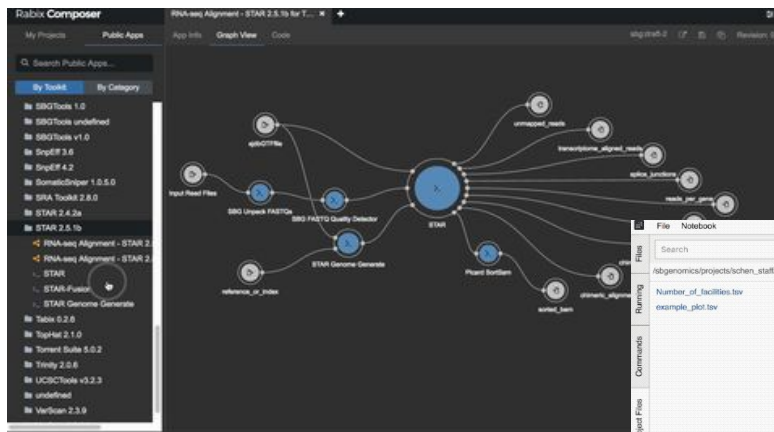 Rabix Composer
RNA-seq Alignment - STAR 2.5.1b for T...
My Projects
Public Apps
App Info
Graph View
Code
sbg:draft-2
Revision:
Search Public Apps...
By Toolkit
By Category
SBGTools 1.0
SBGTools undefined
SBGTools v1.0
SnpEff 3.6
SnpEff 4.2
SomaticSniper 1.0.5.0
SRA Toolkit 2.8.0
STAR 2.4.2a
STAR 2.5.1b
RNA-seq Alignment - STAR 2.
RNA-seq Alignment - STAR 2.
STAR
STAR-Fusion
STAR Genome Generate
Tabix 0.2.6
TopHat 2.1.0
Torrent Suite 5.0.2
Trinity 2.0.6
UCSCTools v3.2.3
undefined
VarScan 2.3.9
sjdbGTFfile
Input Read Files
SBG Unpack FASTQs
SBG FASTQ Quality Detector
STAR Genome Generate
reference_or_index
STAR
Picard SortSam
sorted_bam
unmapped_reads
transcriptome_aligned_reads
splice_junctions
reads_per_gene
chimeric_alignme
File
Notebook
Files
Running
Commands
ject Files
Search
/sbgenomics/projects/schen_staff
Number_of_facilities.tsv
example_plot.tsv